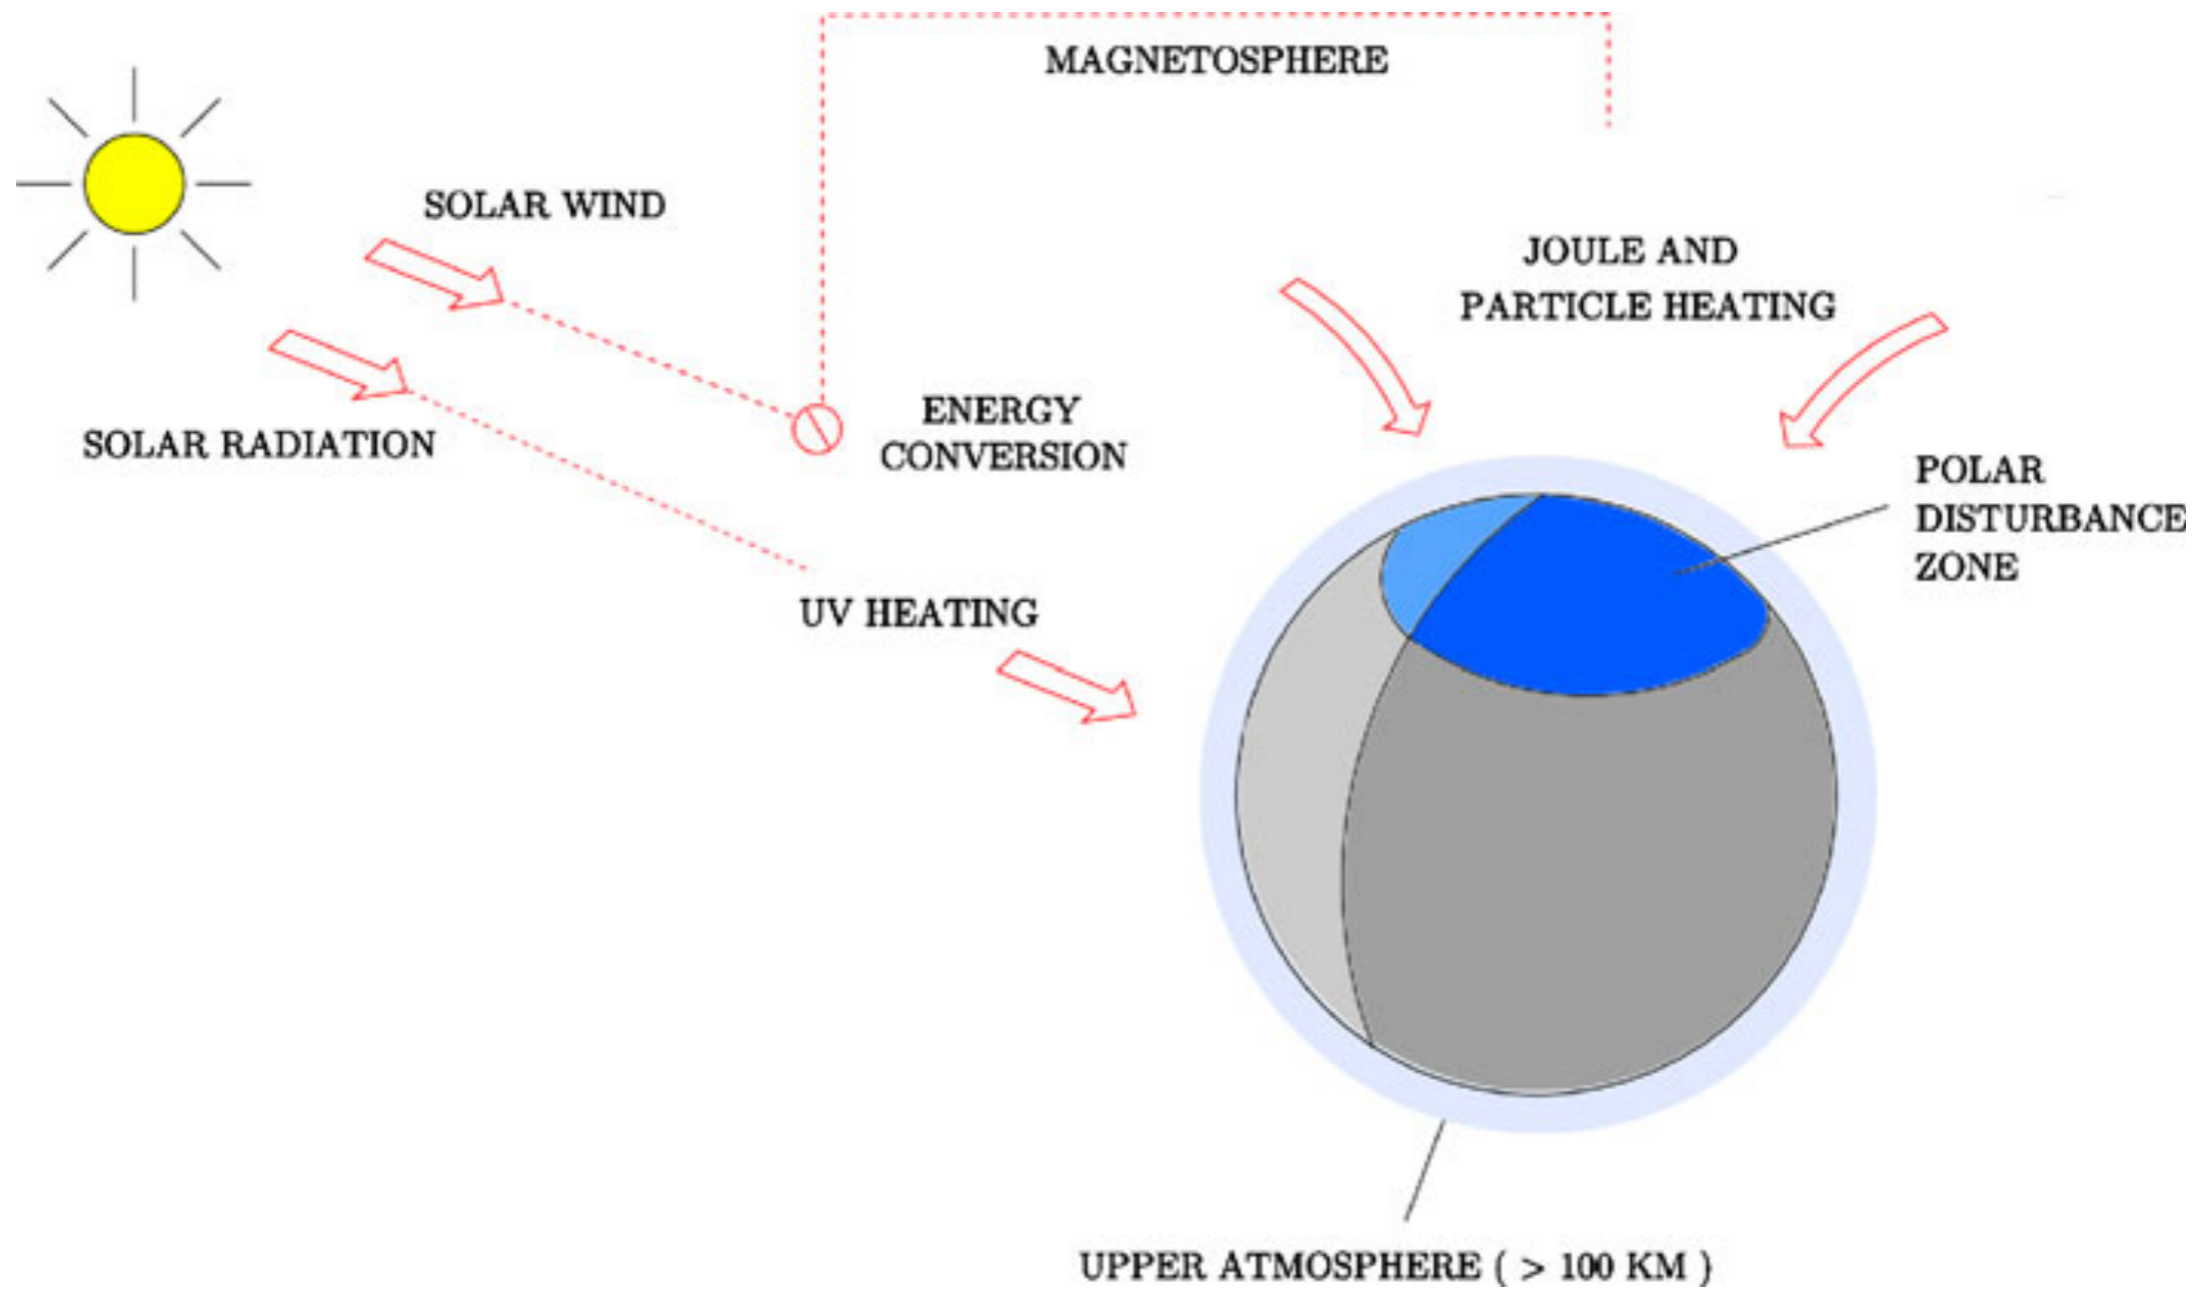 MAGNETOSPHERE
SOLAR WIND
JOULE AND
PARTICLE HEATING
SOLAR RADIATION
ENERGY
CONVERSION
POLAR
DISTURBANCE
ZONE
UV HEATING
UPPER ATMOSPHERE ( > 100 KM )